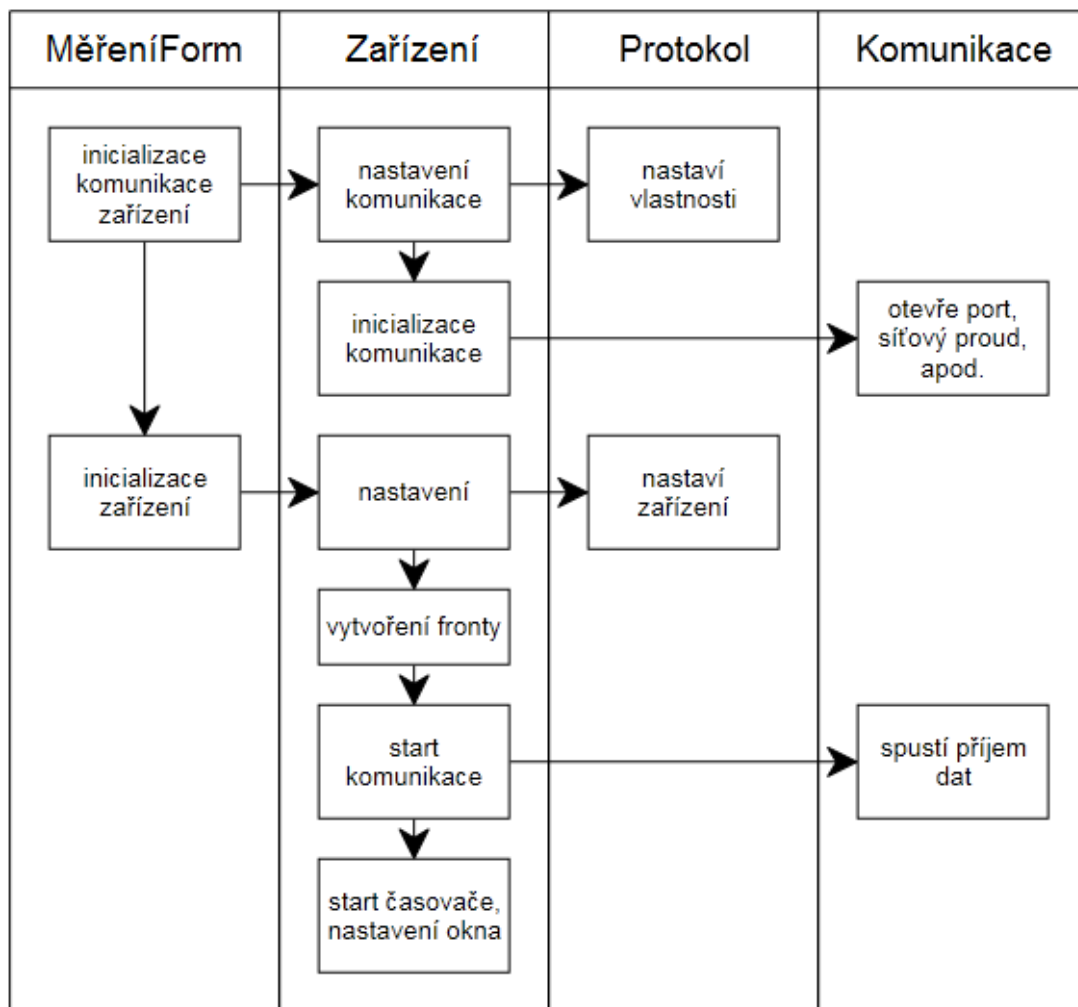 MěřeníForm
Zařízení
Protokol
Komunikace
inicializace
komunikace
zařízení
nastavení
komunikace
nastaví
vlastnosti
inicializace
komunikace
otevře port,
síťový proud,
apod.
inicializace
zařízení
nastavení
nastaví
zařízení
vytvoření fronty
start
komunikace
spustí příjem
dat
start časovače,
nastavení okna